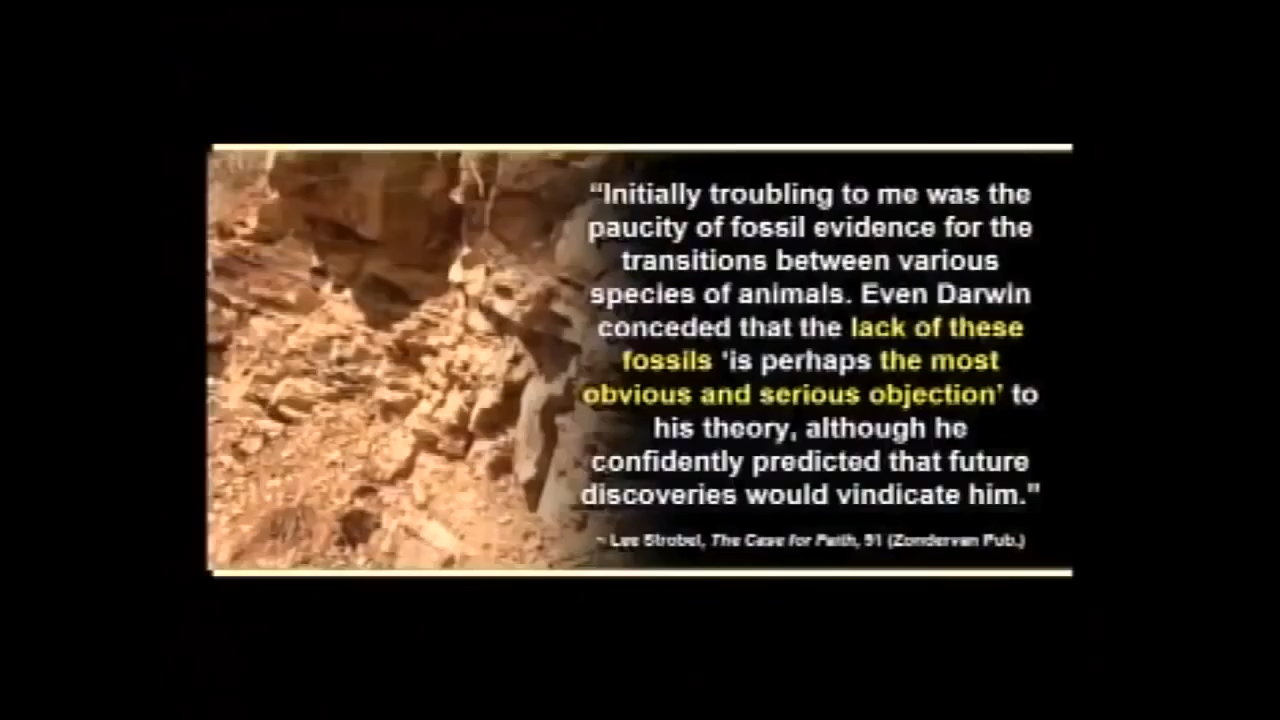 “Initially troubling to me was the
paucity of fossil evidence for the
transitions between various
species of animals. Even Darwin
conceded that the lack of these
fossils ‘is perhaps the most
obvious and serious objection’ to
his theory, although he
confidently predicted that future
discoveries would vindicate him.”
~ Lee Strobel, The Case for Faith, 91 (Zondervan Pub.)